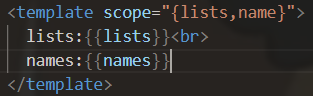 <template scope="{lists,name}">
lists:{{lists}}<br>
names:{{names}}
</template>